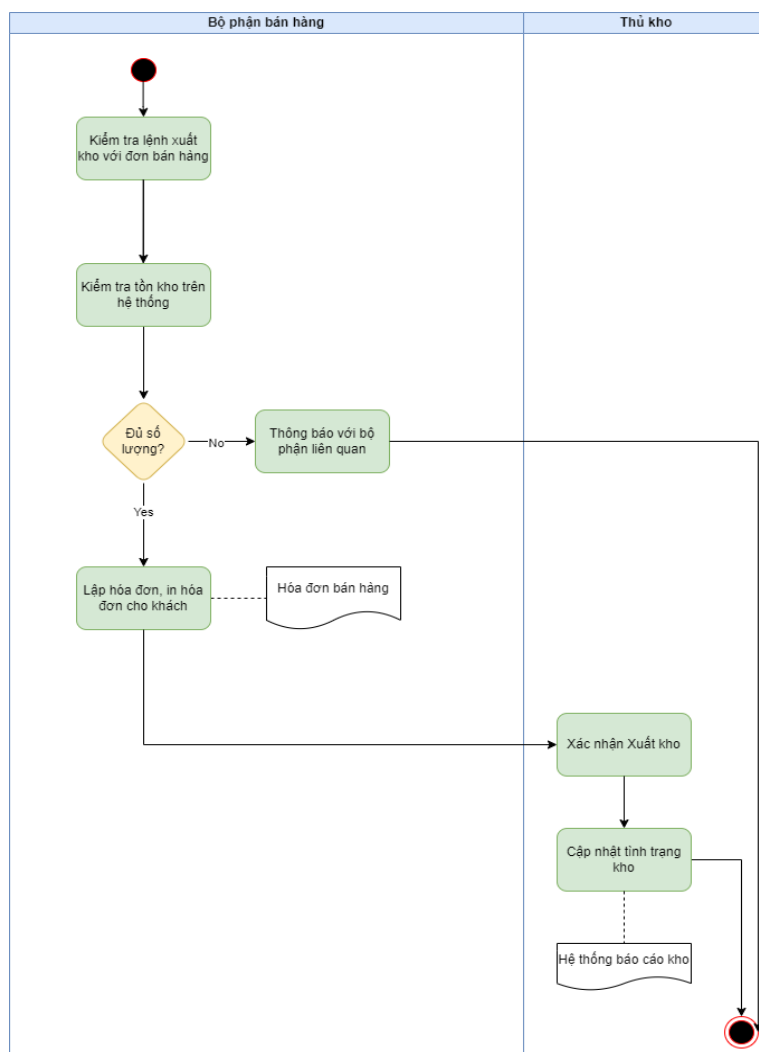 Bộ phận bán hàng
Thủ kho
Kiểm tra lệnh xuất
kho với đơn bán hàng
Kiểm tra tồn kho trên
hệ thống
Đủ số
lượng?
No
Thông báo với bộ
phận liên quan
Yes
Lập hóa đơn, in hóa
đơn cho khách
Hóa đơn bán hàng
Xác nhận Xuất kho
Cập nhật tình trạng
kho
Hệ thống báo cáo kho